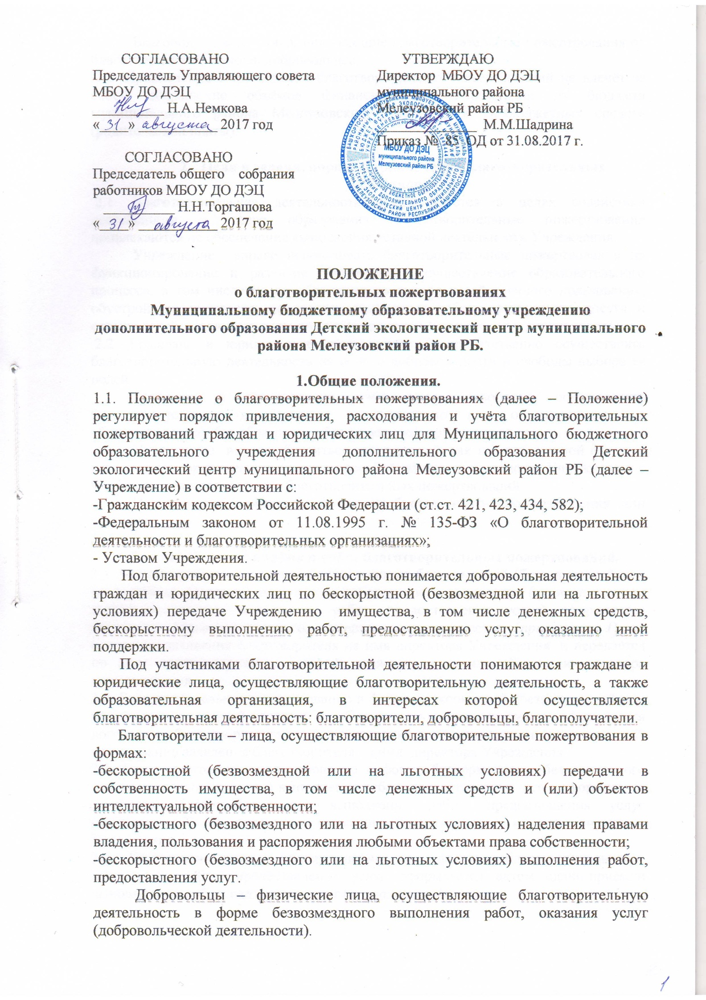 СОГЛАСОВАНО
Председатель Управляющего совета
МБОУ ДО ДЭЦ
__________ Н.А.Немкова
« 31 » августа 2017 год
УТВЕРЖДАЮ
Директор МБОУ ДО ДЭЦ
муниципального района
Мелеузовский район РБ
______________ М.М.Шадрина
Приказ № 85 ОД от 31.08.2017 г.
МБОУ ДО ДЭЦ
муниципального района
Мелеузовский район РБ
СОГЛАСОВАНО
Председатель общего собрания
работников МБОУ ДО ДЭЦ
__________ Н.Н.Торгашова
« 31 » августа 2017 год
ПОЛОЖЕНИЕ
о благотворительных пожертвованиях
Муниципальному бюджетному образовательному учреждению
дополнительного образования Детский экологический центр муниципального
района Мелеузовский район РБ.
1.Общие положения.
1.1. Положение о благотворительных пожертвованиях (далее – Положение)
регулирует порядок привлечения, расходования и учёта благотворительных
пожертвований граждан и юридических лиц для Муниципального бюджетного
образовательного учреждения дополнительного образования Детский
экологический центр муниципального района Мелеузовский район РБ (далее –
Учреждение) в соответствии с:
-Гражданским кодексом Российской Федерации (ст.ст. 421, 423, 434, 582);
-Федеральным законом от 11.08.1995 г. № 135-ФЗ «О благотворительной
деятельности и благотворительных организациях»;
- Уставом Учреждения.
Под благотворительной деятельностью понимается добровольная деятельность
граждан и юридических лиц по бескорыстной (безвозмездной или на льготных
условиях) передаче Учреждению имущества, в том числе денежных средств,
бескорыстному выполнению работ, предоставлению услуг, оказанию иной
поддержки.
Под участниками благотворительной деятельности понимаются граждане и
юридические лица, осуществляющие благотворительную деятельность, а также
образовательная организация, в интересах которой осуществляется
благотворительная деятельность: благотворители, добровольцы, благополучатели.
Благотворители – лица, осуществляющие благотворительные пожертвования в
формах:
-бескорыстной (безвозмездной или на льготных условиях) передачи в
собственность имущества, в том числе денежных средств и (или) объектов
интеллектуальной собственности;
-бескорыстного (безвозмездного или на льготных условиях) наделения правами
владения, пользования и распоряжения любыми объектами права собственности;
-бескорыстного (безвозмездного или на льготных условиях) выполнения работ,
предоставления услуг.
Добровольцы – физические лица, осуществляющие благотворительную
деятельность в форме безвозмездного выполнения работ, оказания услуг
(добровольческой деятельности).
1